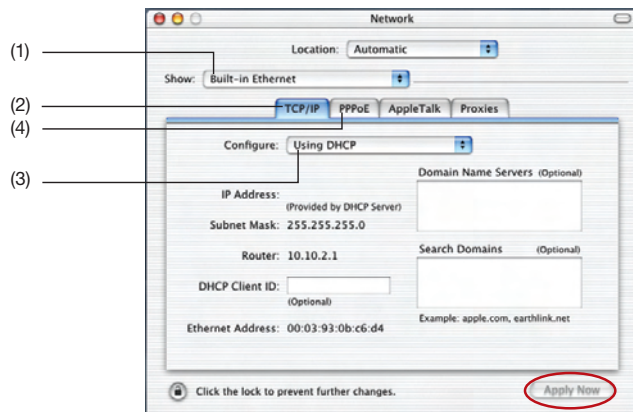 Network
Location: Automatic
(1)
Show: Built-in Ethernet
(2)
TCP/IP PPPoE AppleTalk Proxies
(4)
Configure: Using DHCP
(3)
Domain Name Servers (Optional)
IP Address:
(Provided by DHCP Server)
Subnet Mask: 255.255.255.0
Router: 10.10.2.1
Search Domains (Optional)
DHCP Client ID:
(Optional)
Example: apple.com, earthlink.net
Ethernet Address: 00:03:93:0b:c6:d4
Click the lock to prevent further changes.
Apply Now